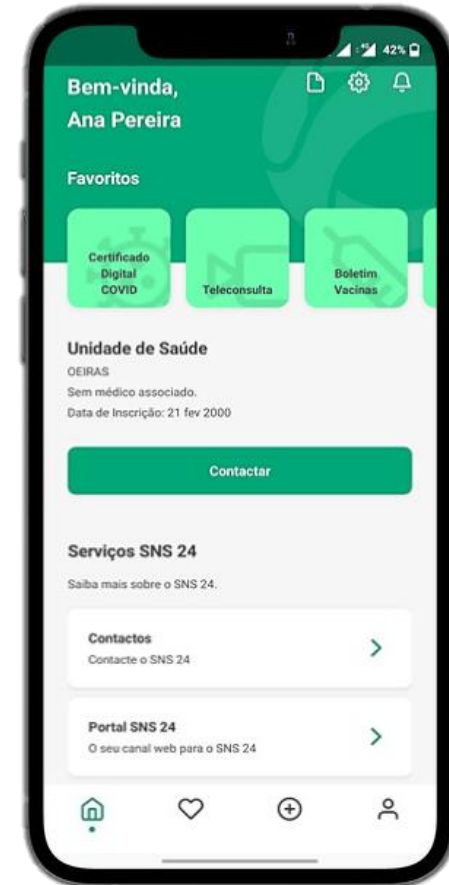 42%
Bem-vinda,
Ana Pereira
Favoritos
Certificado
Digital
COVID
Teleconsulta
Boletim
Vacinas
Unidade de Saúde
OEIRAS
Sem médico associado.
Data de Inscrição: 21 fev 2000
Contactar
Serviços SNS 24
Saiba mais sobre o SNS 24.
Contactos
Contacte o SNS 24
Portal SNS 24
O seu canal web para o SNS 24